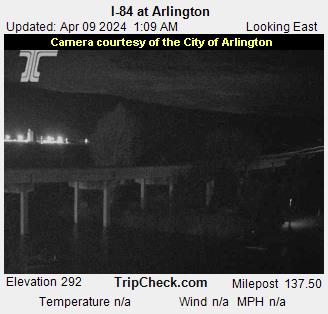 I-84 at Arlington
Updated: Apr 09 2024 1:09 AM Looking East
Camera courtesy of the City of Arlington
Elevation 292 TripCheck.com Milepost 137.50
Temperature n/a Wind n/a MPH n/a